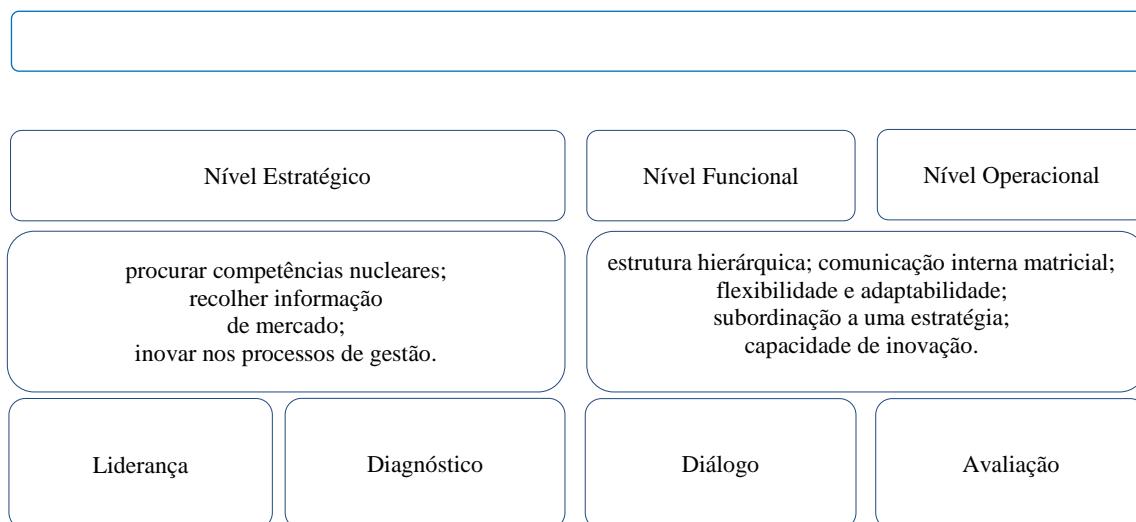 Nível Estratégico
Nível Funcional
Nível Operacional
procurar competências nucleares;
recolher informação
de mercado;
inovar nos processos de gestão.
estrutura hierárquica; comunicação interna matricial;
flexibilidade e adaptabilidade;
subordinação a uma estratégia;
capacidade de inovação.
Liderança
Diagnóstico
Diálogo
Avaliação